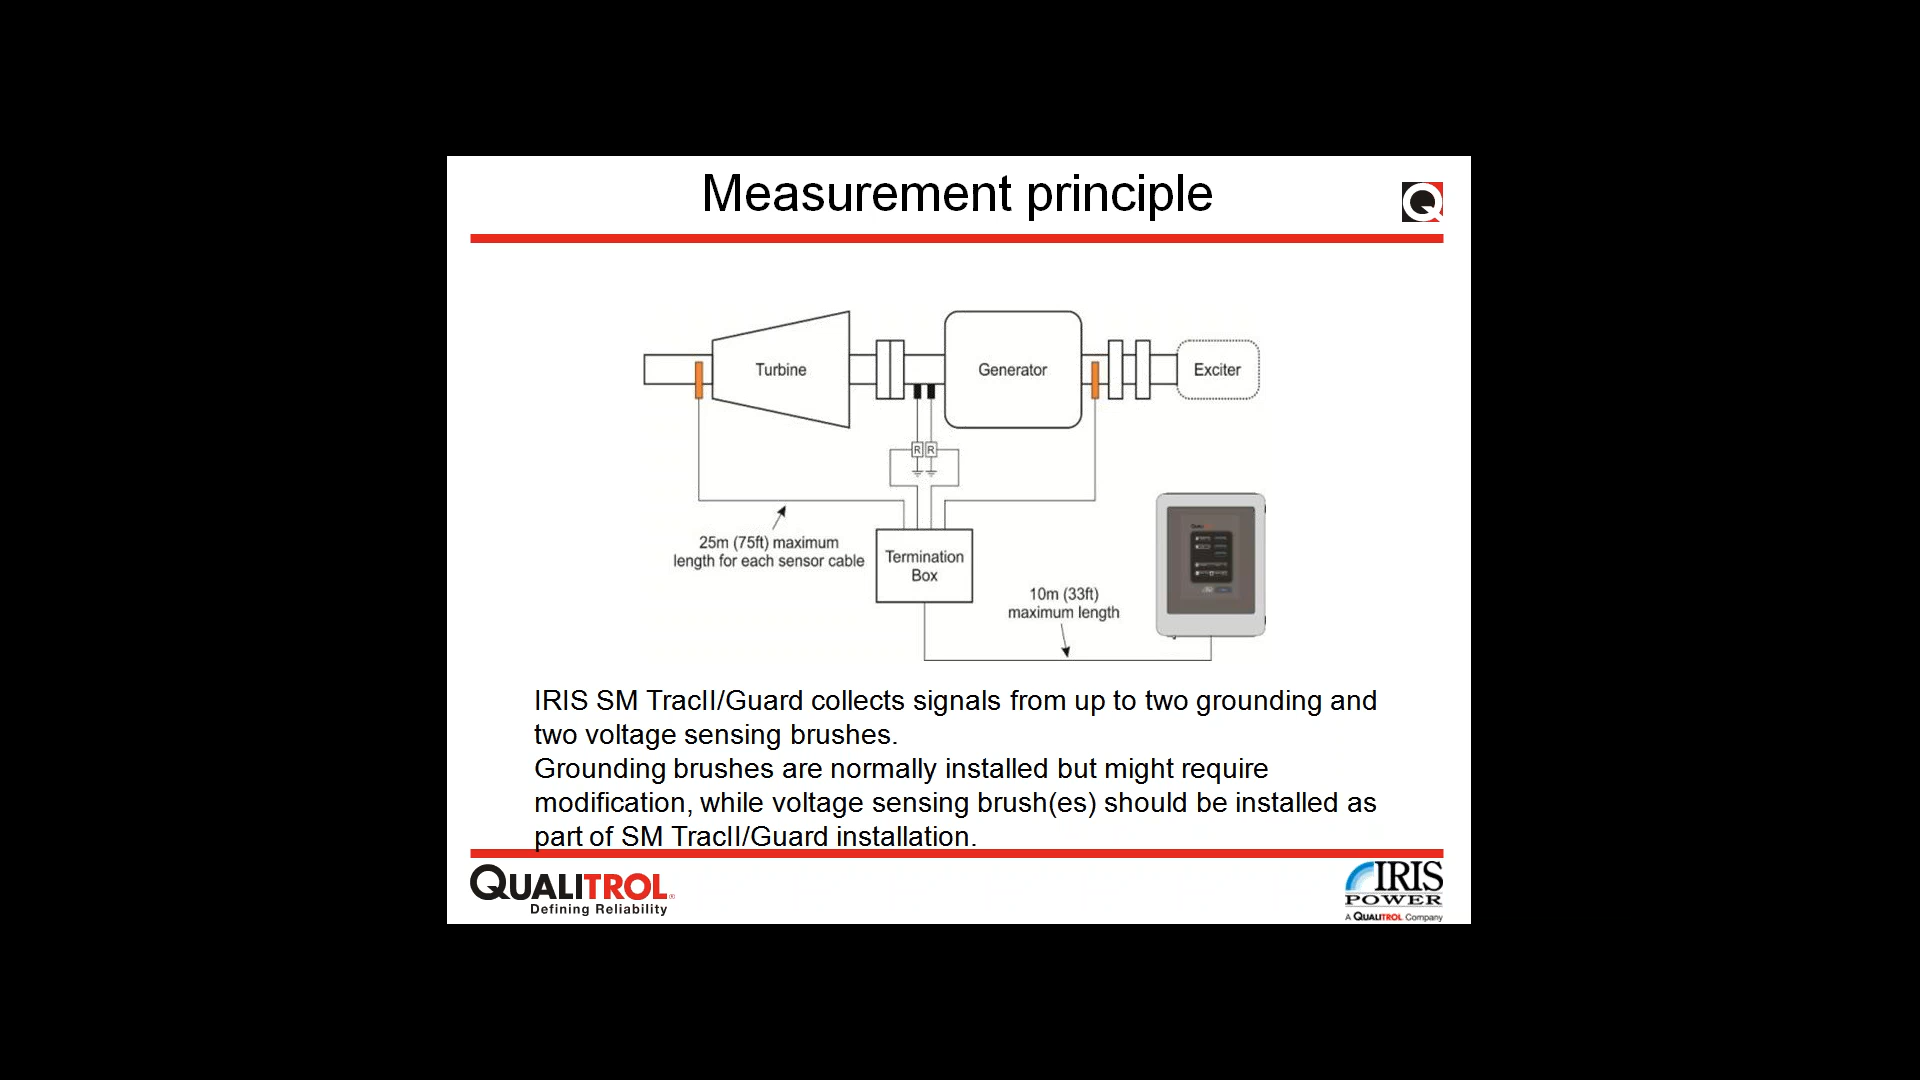 Measurement principle
Q
Turbine
Generator
Exciter
R R
25m (75ft) maximum
length for each sensor cable
Termination
Box
10m (33ft)
maximum length
IRIS SM TracII/Guard collects signals from up to two grounding and
two voltage sensing brushes.
Grounding brushes are normally installed but might require
modification, while voltage sensing brush(es) should be installed as
part of SM TracII/Guard installation.
QUALITROL®
Defining Reliability
IRIS
POWER
A QUALITROL Company